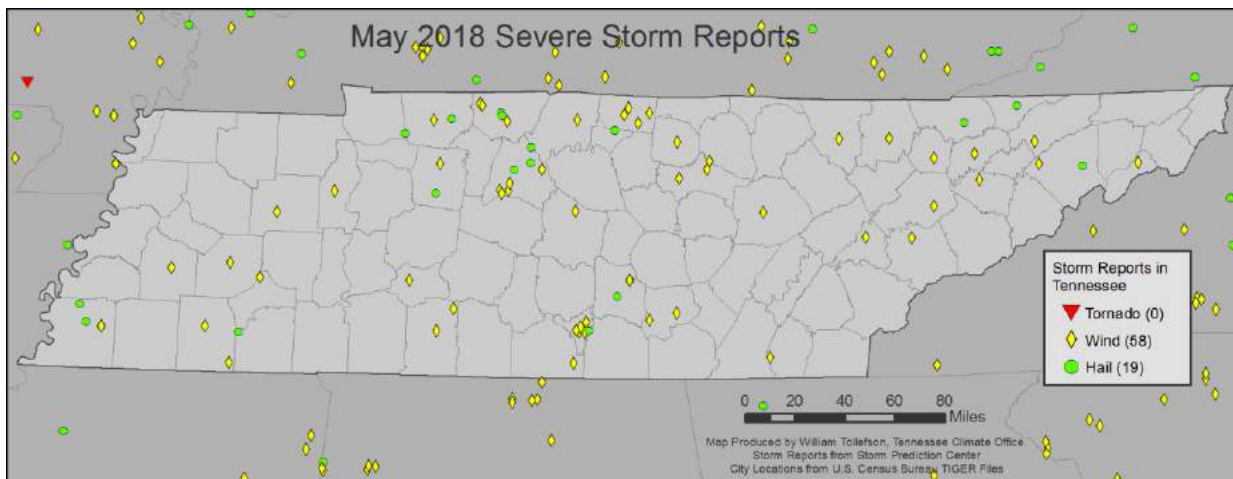 May 2018 Severe Storm Reports
Storm Reports in
Tennessee
Tornado (0)
Wind (58)
Hail (19)
0 20 40 60 80
Miles
Map Produced by William Tollefson, Tennessee Climate Office
Storm Reports from Storm Prediction Center
City Locations from U.S. Census Bureau TIGER Files